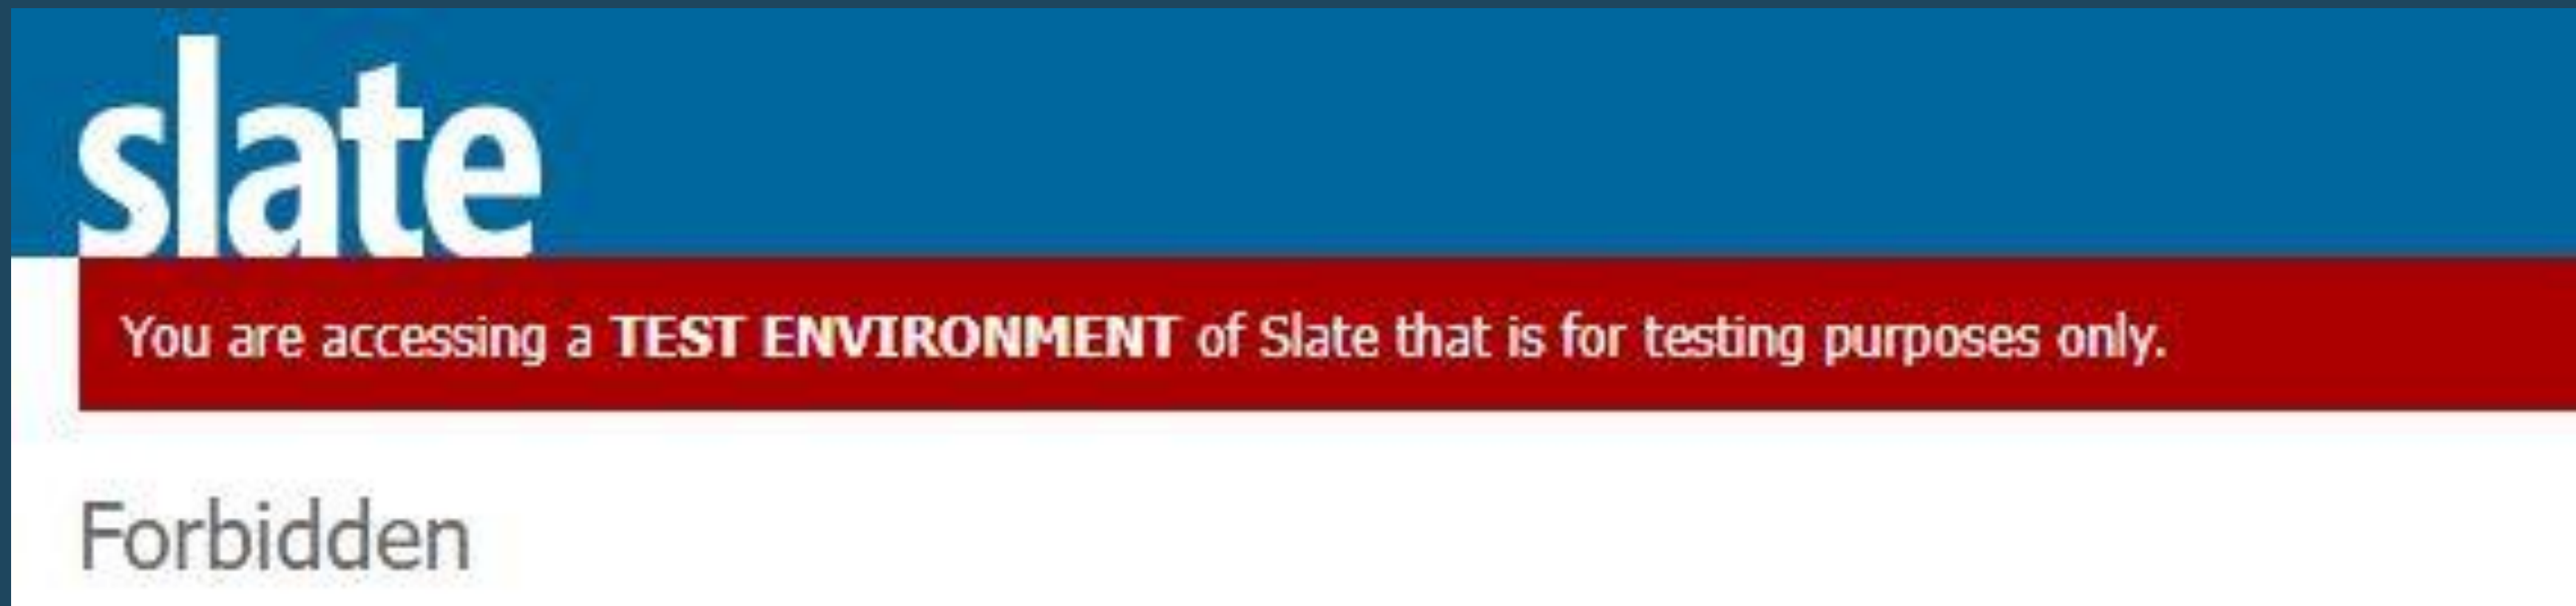 slate
You are accessing a TEST ENVIRONMENT of Slate that is for testing purposes only.
Forbidden